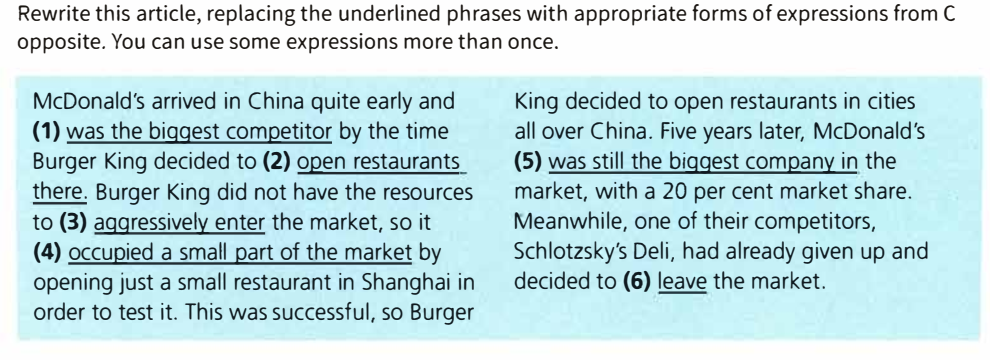 Rewrite this article, replacing the underlined phrases with appropriate forms of expressions from C
opposite. You can use some expressions more than once.
McDonald's arrived in China quite early and
(1) was the biggest competitor by the time
Burger King decided to (2) open restaurants
there. Burger King did not have the resources
to (3) aggressively enter the market, so it
(4) occupied a small part of the market by
opening just a small restaurant in Shanghai in
order to test it. This was successful, so Burger
King decided to open restaurants in cities
all over China. Five years later, McDonald's
(5) was still the biggest company in the
market, with a 20 per cent market share.
Meanwhile, one of their competitors,
Schlotzsky's Deli, had already given up and
decided to (6) leave the market.